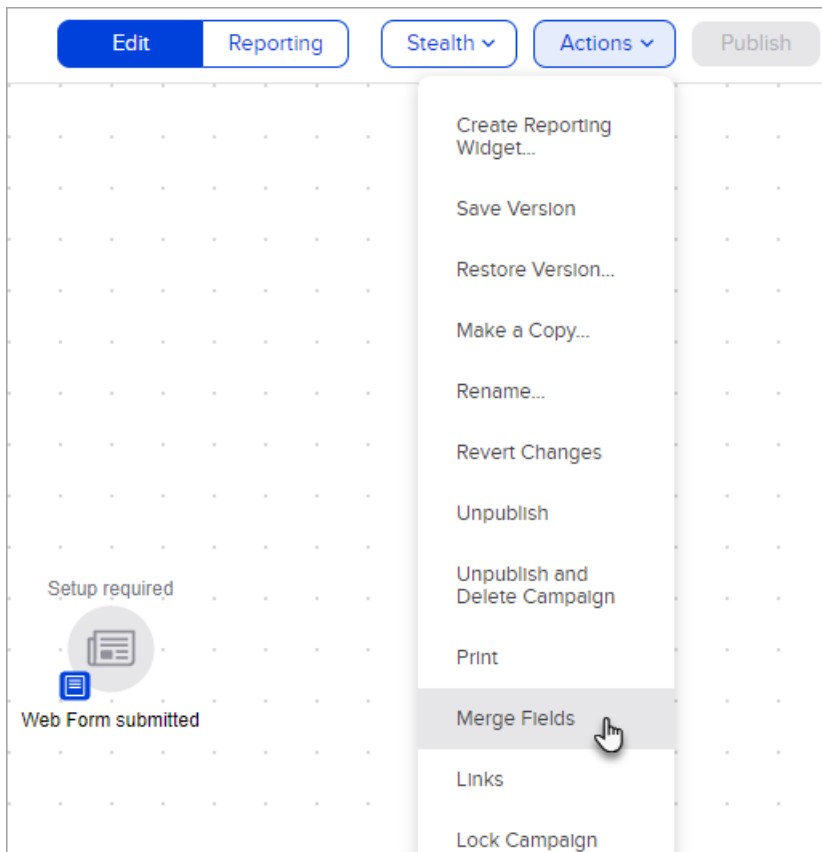 Edit
Reporting
Stealth
Actions
Publish
Create Reporting
Widget...
Save Version
Restore Version...
Make a Copy...
Rename...
Revert Changes
Unpublish
Unpublish and
Delete Campaign
Setup required
Print
Merge Fields
Web Form submitted
Links
Lock Campaign